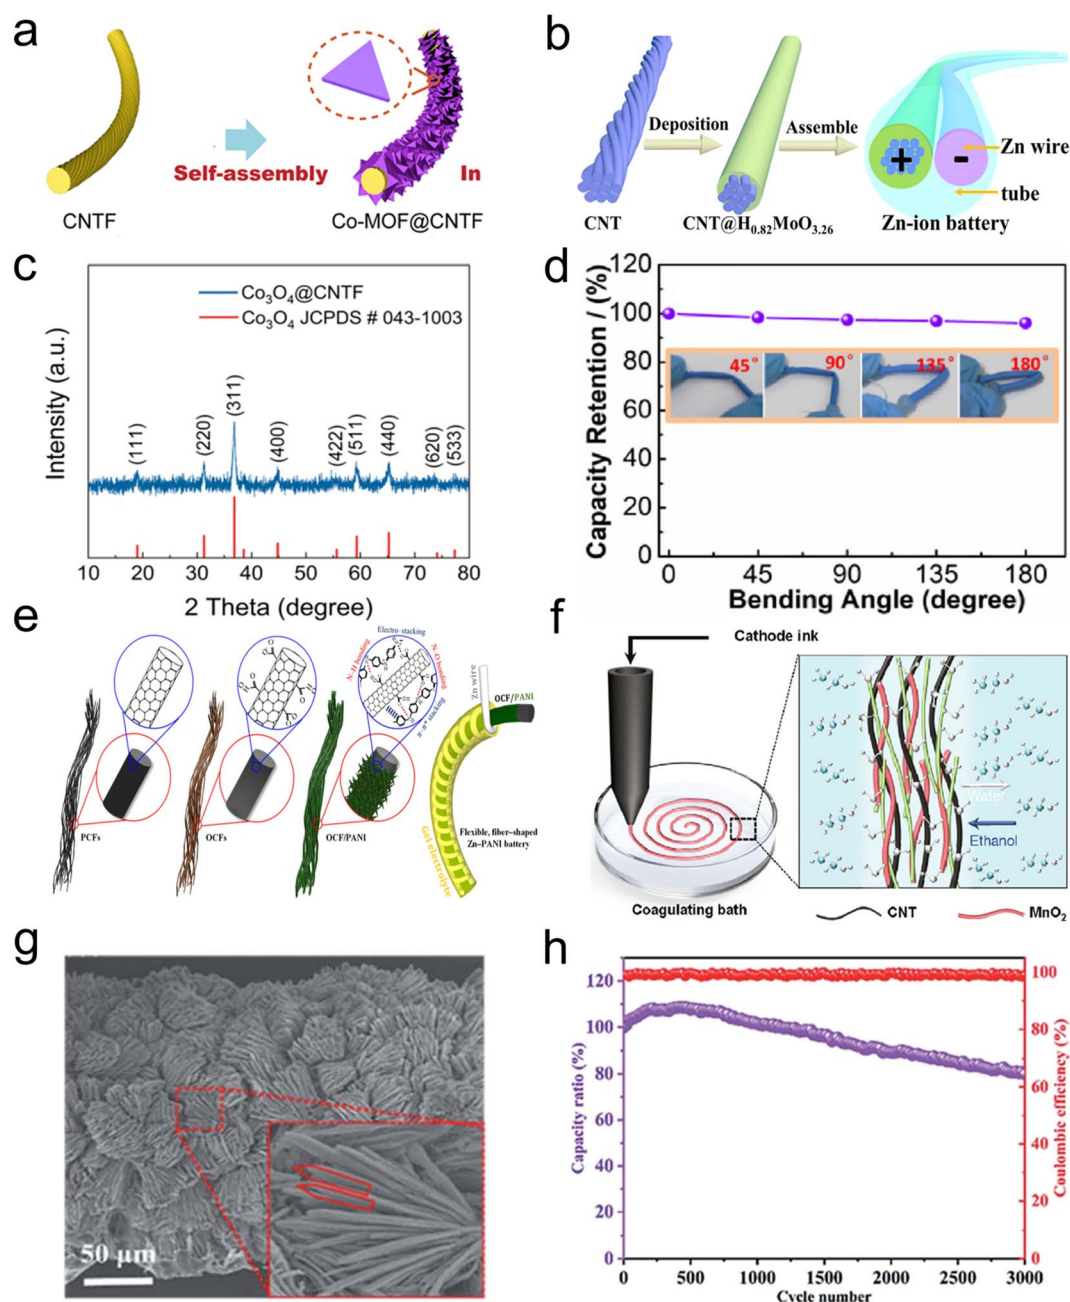 a
CNTF
Self-assembly
Co-MOF@CNTF
In
b
Deposition
Assemble
CNT
CNT@H0.82MoO3.26
Zn wire
tube
Zn-ion battery
+
-
c
Intensity (a.u.)
Co3O4@CNTF
Co3O4 JCPDS # 043-1003
(111)
(220)
(311)
(400)
(422)
(511)
(440)
(620)
(533)
10 20 30 40 50 60 70 80
2 Theta (degree)
d
Capacity Retention / (%)
120
100
80
60
40
20
0
45°
90°
135°
180°
0 45 90 135 180
Bending Angle (degree)
e
PCFs
OCFs
Electro-stacking
N-H bonding
N-O bonding
π-π* stacking
OCF/PANI
Zn wire
OCF/PANI
Gel electrolyte
Flexible, fiber-shaped
Zn-PANI battery
f
Cathode ink
Coagulating bath
Water
Ethanol
CNT
MnO2
g
50 µm
h
Capacity ratio (%)
120
100
80
60
40
20
0
Coulombic efficiency (%)
100
80
60
40
20
0
0 500 1000 1500 2000 2500 3000
Cycle number